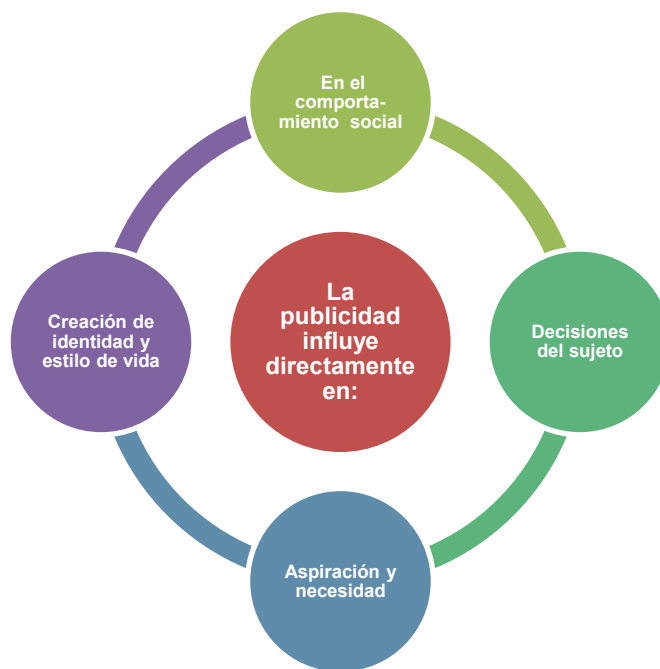 En el
comporta-
miento social
La
publicidad
influye
directamente
en:
Creación de
identidad y
estilo de vida
Decisiones
del sujeto
Aspiración y
necesidad